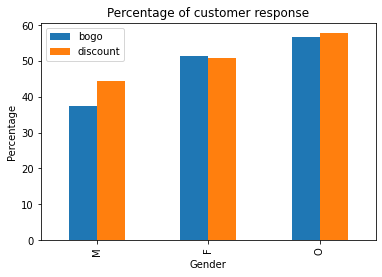 Percentage of customer response
bogo
discount
Percentage
60
50
40
30
20
10
0
M
F
O
Gender